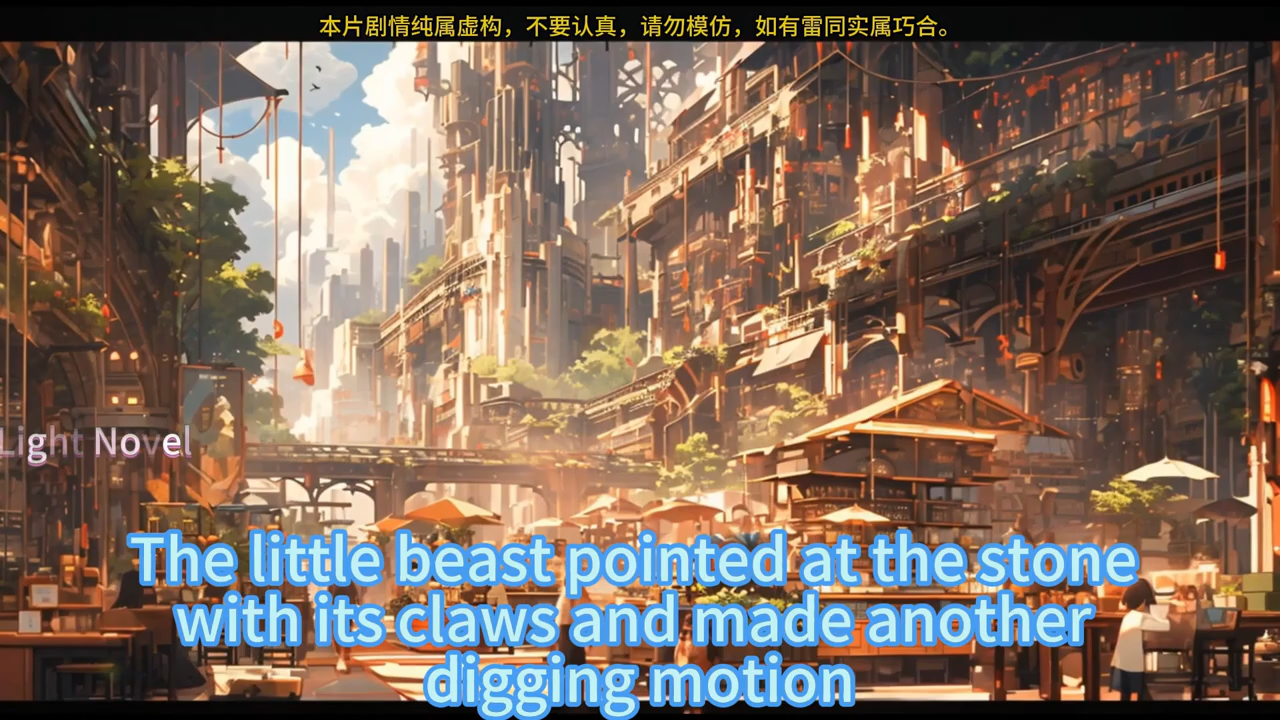 本片剧情纯属虚构，不要认真，请勿模仿，如有雷同实属巧合。
Light Novel
The little beast pointed at the stone
with its claws and made another
digging motion